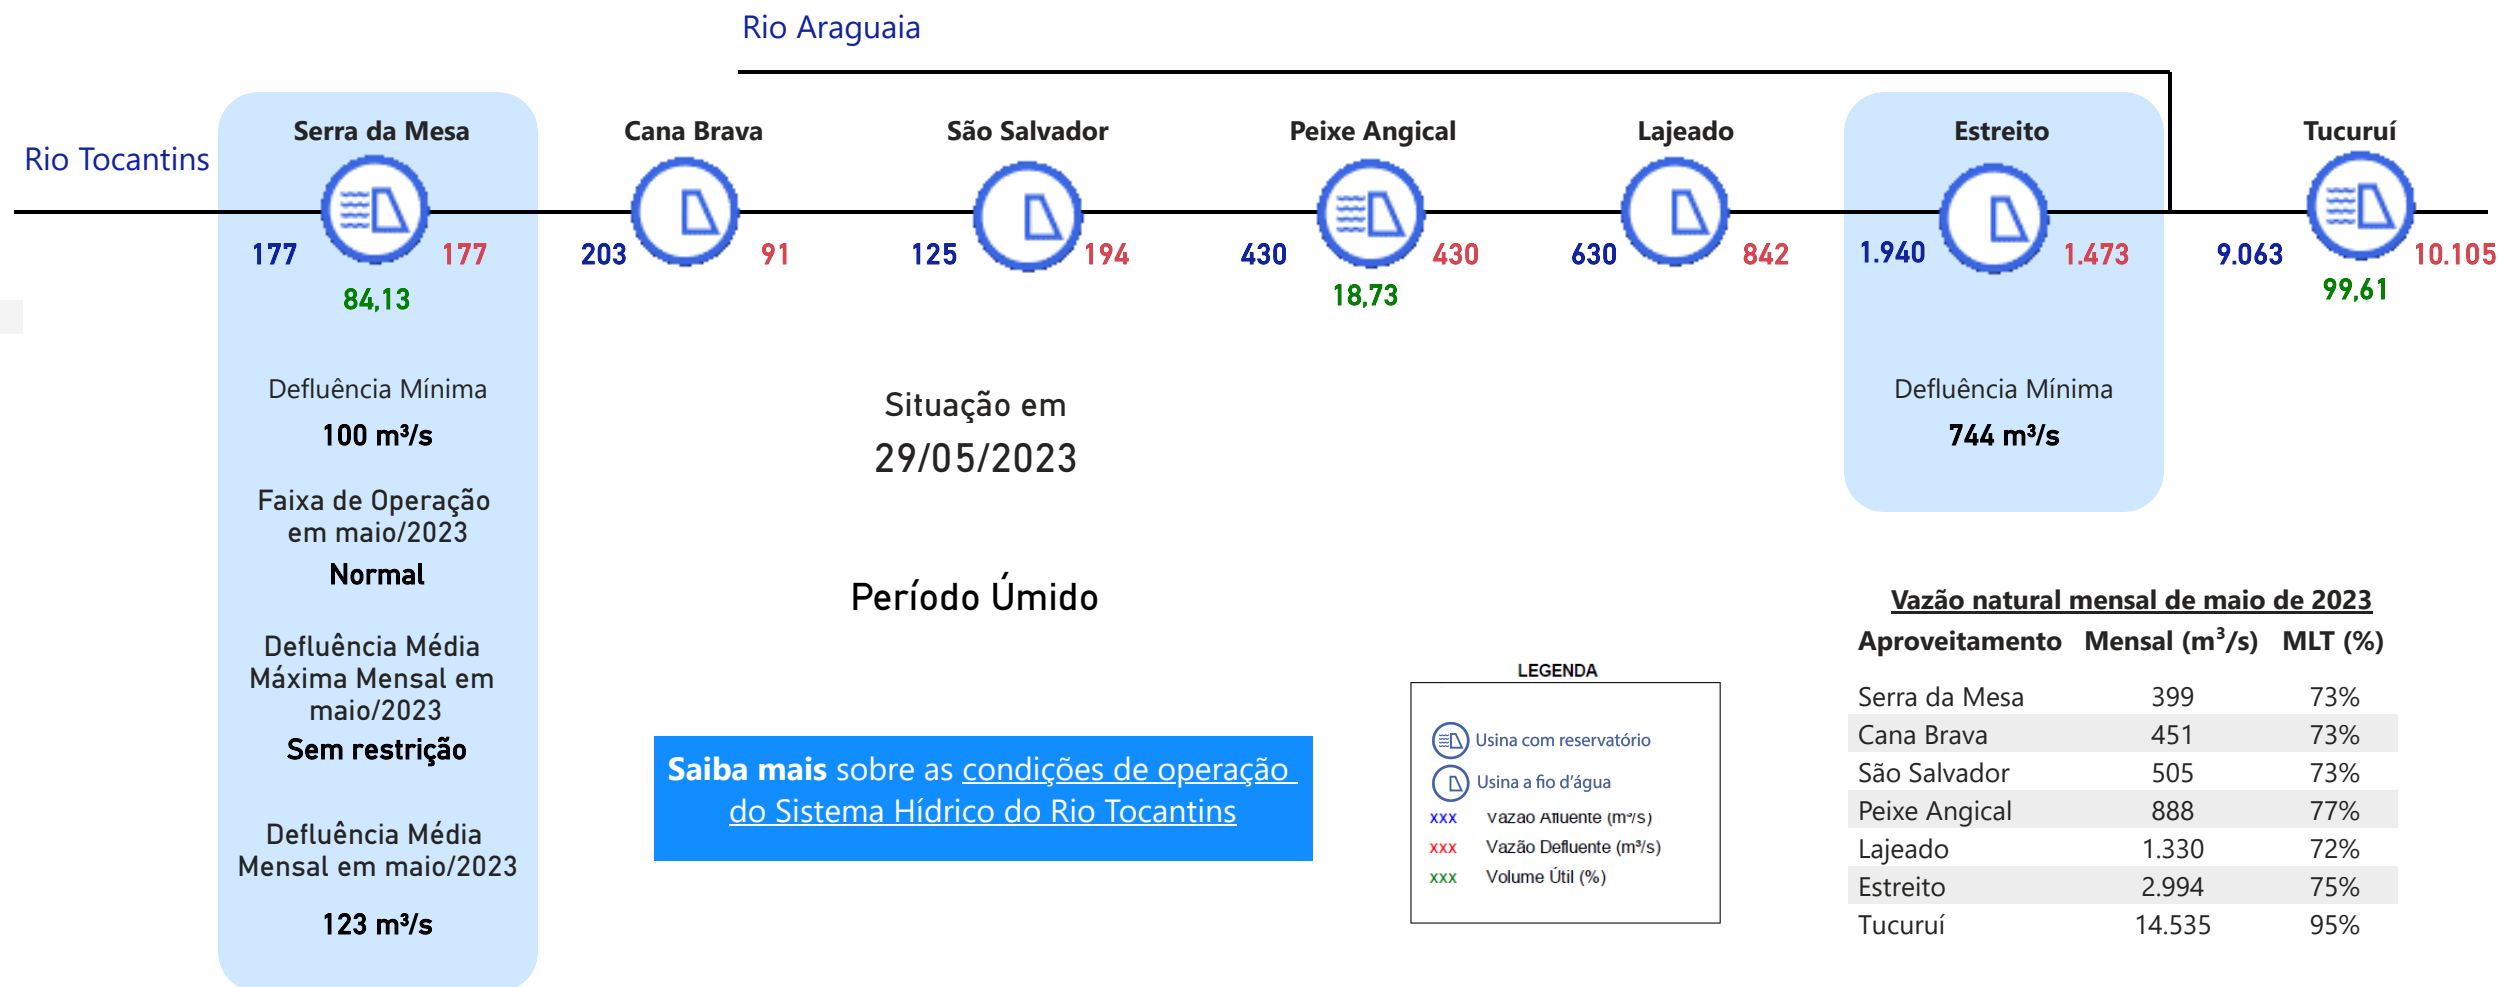 Rio Araguaia
Rio Tocantins
Serra da Mesa
Cana Brava
São Salvador
Peixe Angical
Lajeado
Estreito
Tucuruí
177 177
203 91
125 194
430 430
630 842
1.940 1.473
9.063 10.105
84,13
18,73
99,61
Defluência Mínima
100 m³/s
Faixa de Operação
em maio/2023
Normal
Defluência Média
Máxima Mensal em
maio/2023
Sem restrição
Defluência Média
Mensal em maio/2023
123 m³/s
Situação em
29/05/2023
Período Úmido
Saiba mais sobre as condições de operação
do Sistema Hídrico do Rio Tocantins
Defluência Mínima
744 m³/s
LEGENDA
Usina com reservatório
Usina a fio d'água
xxx Vazão Afluente (m³/s)
xxx Vazão Defluente (m³/s)
xxx Volume Útil (%)
Vazão natural mensal de maio de 2023
Aproveitamento Mensal (m³/s) MLT (%)
Serra da Mesa 399 73%
Cana Brava 451 73%
São Salvador 505 73%
Peixe Angical 888 77%
Lajeado 1.330 72%
Estreito 2.994 75%
Tucuruí 14.535 95%